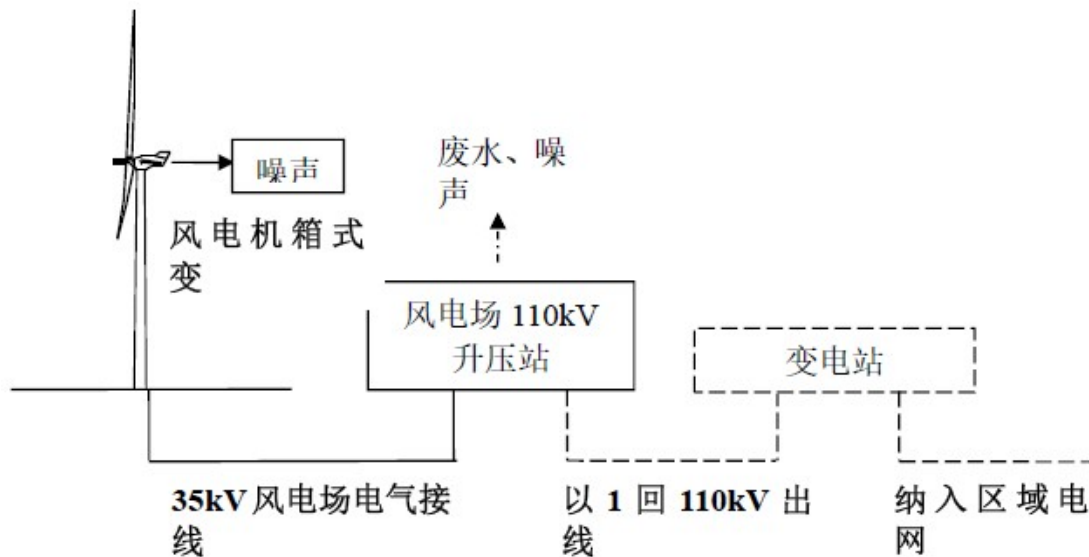 噪声
废水、噪
声
风电机箱式
变
风电场 110kV
升压站
变电站
35kV 风电场电气接
线
以 1 回 110kV 出
线
纳入区域电
网